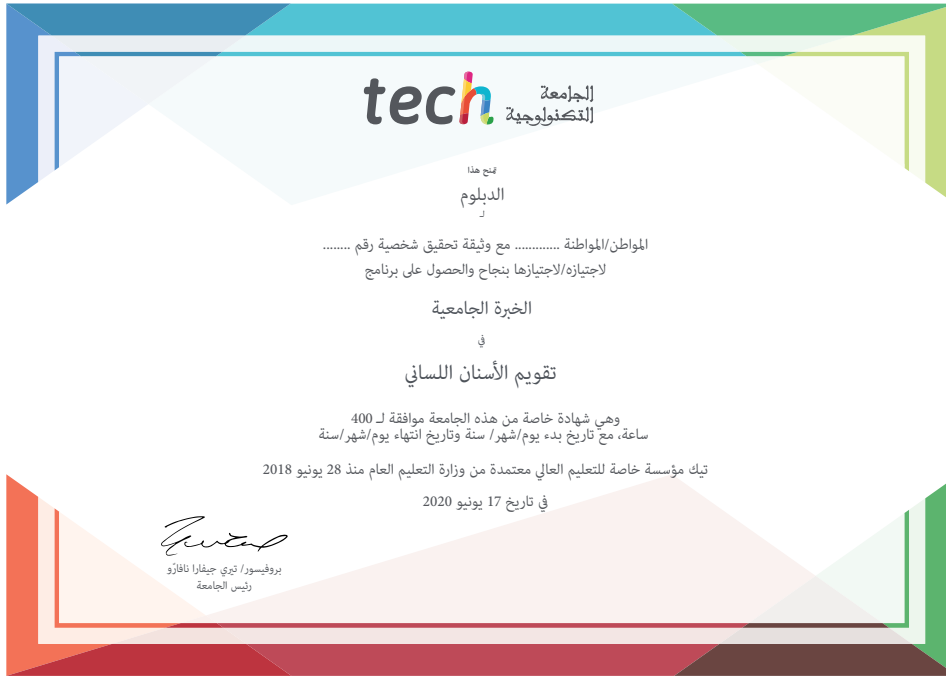 tech الجامعة
التكنولوجية
تمنح هذا
الدبلوم
لـ
المواطن/المواطنة ............ مع وثيقة تحقيق شخصية رقم ........
لاجتيازه/لاجتيازها بنجاح والحصول على برنامج
الخبرة الجامعية
في
تقويم الأسنان اللساني
وهي شهادة خاصة من هذه الجامعة موافقة لـ 400
ساعة، مع تاريخ بدء يوم/شهر/ سنة وتاريخ انتهاء يوم/شهر/سنة
تيك مؤسسة خاصة للتعليم العالي معتمدة من وزارة التعليم العام منذ 28 يونيو 2018
في تاريخ 17 يونيو 2020
بروفيسور/ تيري جيفارا نافارّو
رئيس الجامعة